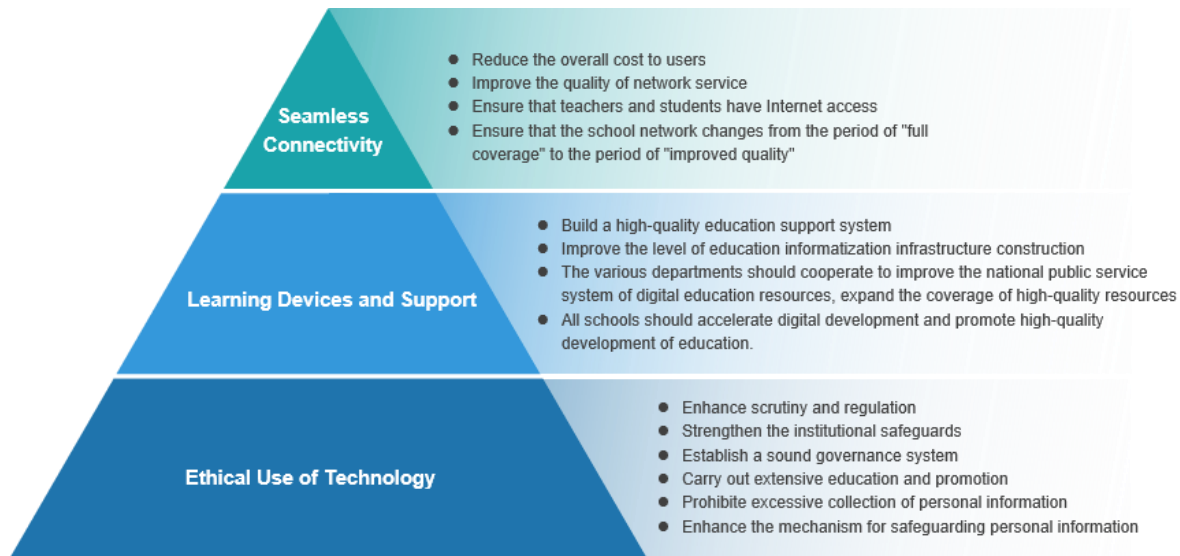 Seamless
Connectivity
● Reduce the overall cost to users
● Improve the quality of network service
● Ensure that teachers and students have Internet access
● Ensure that the school network changes from the period of "full
coverage" to the period of "improved quality"
Learning Devices and Support
● Build a high-quality education support system
● Improve the level of education informatization infrastructure construction
● The various departments should cooperate to improve the national public service
system of digital education resources, expand the coverage of high-quality resources
● All schools should accelerate digital development and promote high-quality
development of education.
Ethical Use of Technology
● Enhance scrutiny and regulation
● Strengthen the institutional safeguards
● Establish a sound governance system
● Carry out extensive education and promotion
● Prohibite excessive collection of personal information
● Enhance the mechanism for safeguarding personal information